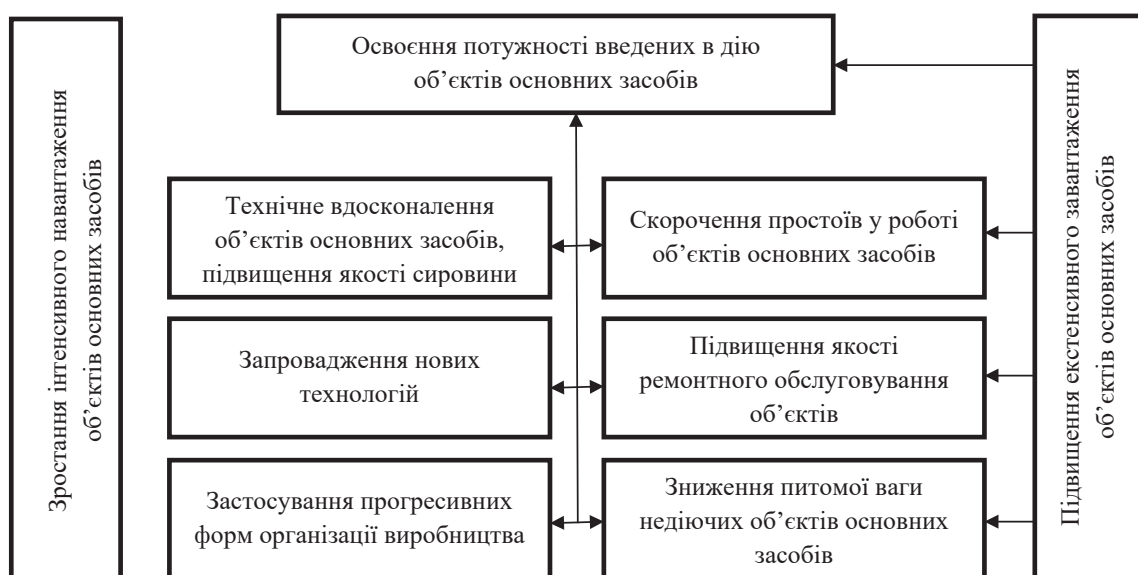 Зростання інтенсивного навантаження
об’єктів основних засобів
Освоєння потужності введених в дію
об’єктів основних засобів
Технічне вдосконалення
об’єктів основних засобів,
підвищення якості сировини
Скорочення простоїв у роботі
об’єктів основних засобів
Запровадження нових
технологій
Підвищення якості
ремонтного обслуговування
об’єктів
Застосування прогресивних
форм організації виробництва
Зниження питомої ваги
недіючих об’єктів основних
засобів
Підвищення екстенсивного завантаження
об’єктів основних засобів